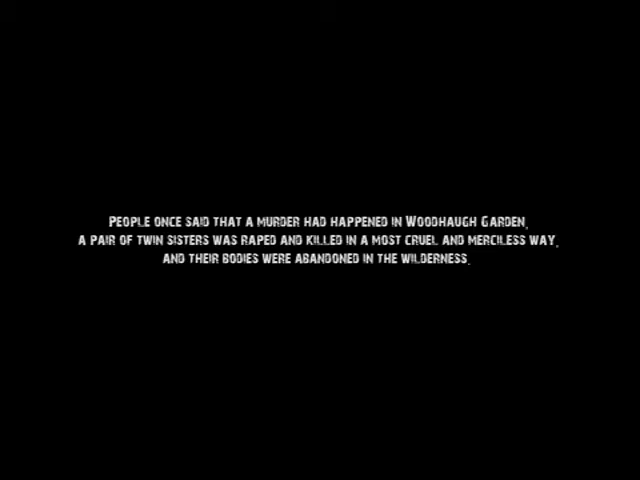 People once said that a murder had happened in Woodhaugh Garden,
a pair of twin sisters was raped and killed in a most cruel and merciless way,
and their bodies were abandoned in the wilderness.